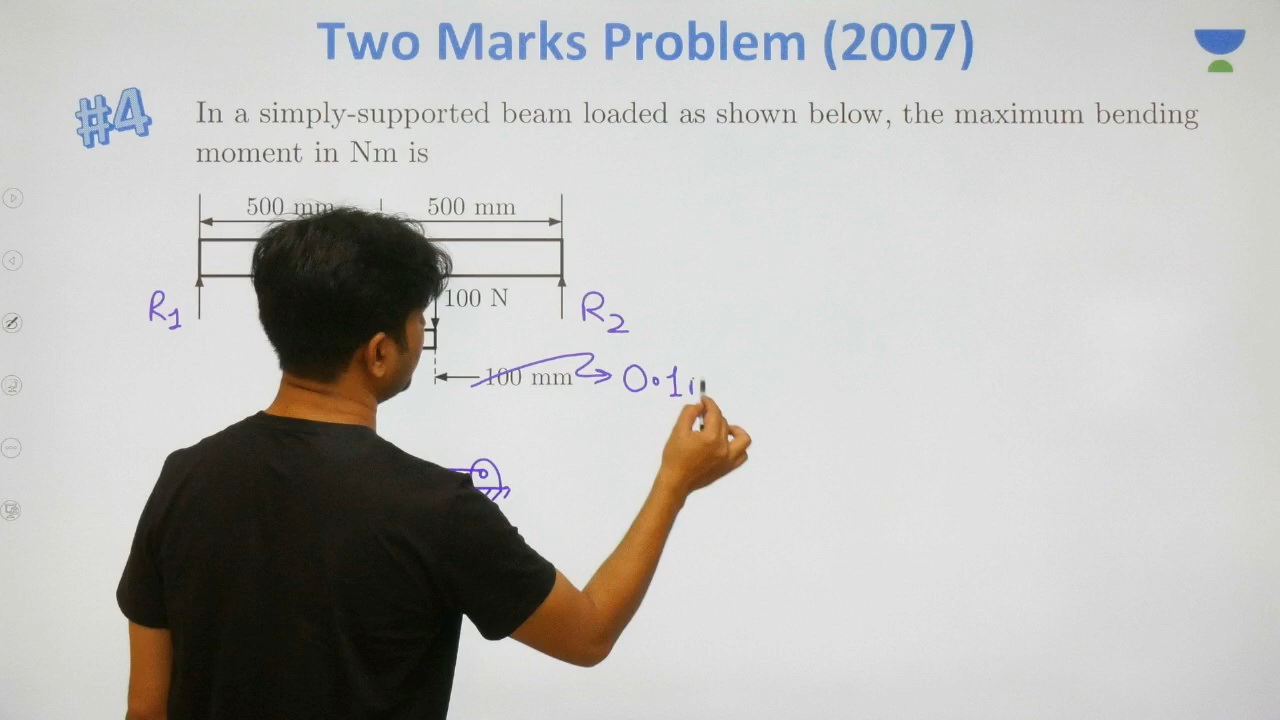 Two Marks Problem (2007)
#4
In a simply-supported beam loaded as shown below, the maximum bending
moment in Nm is
500 mm 500 mm
R1 100 N R2
100 mm 0.1